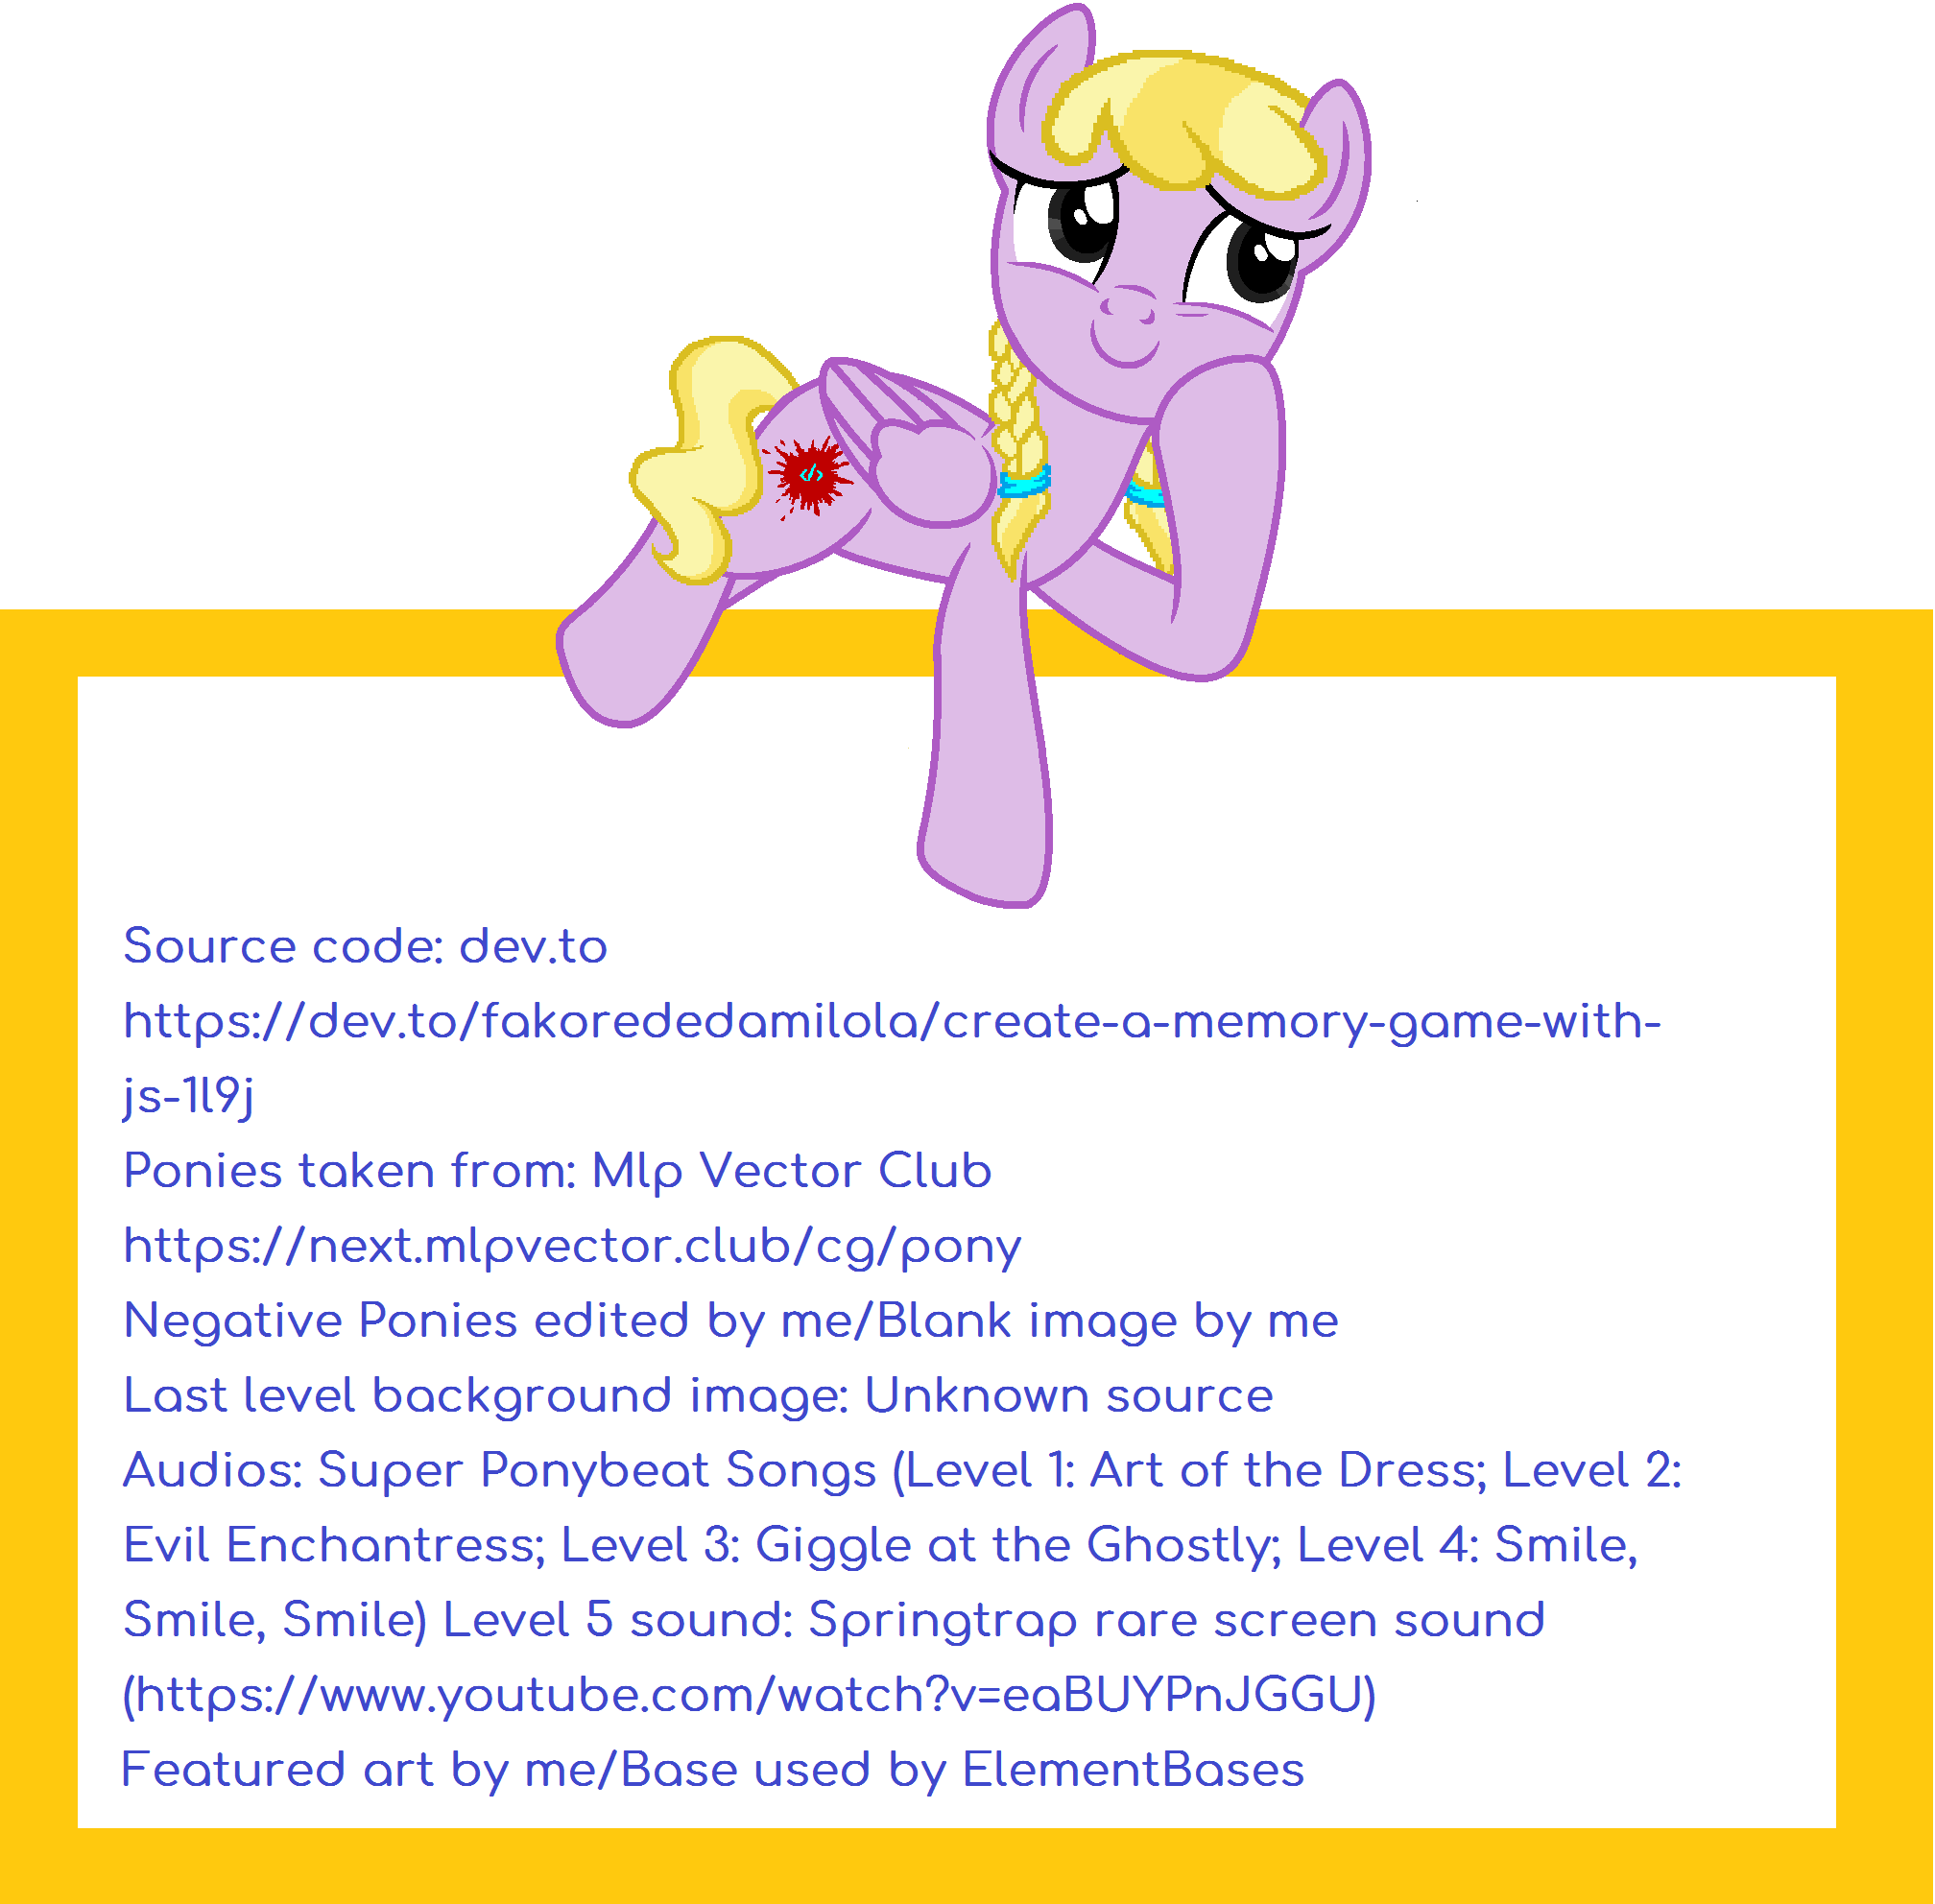 </>
Source code: dev.to
https://dev.to/fakorededamilola/create-a-memory-game-with-
js-1l9j
Ponies taken from: Mlp Vector Club
https://next.mlpvector.club/cg/pony
Negative Ponies edited by me/Blank image by me
Last level background image: Unknown source
Audios: Super Ponybeat Songs (Level 1: Art of the Dress; Level 2:
Evil Enchantress; Level 3: Giggle at the Ghostly; Level 4: Smile,
Smile, Smile) Level 5 sound: Springtrap rare screen sound
(https://www.youtube.com/watch?v=eaBUYPnJGGU)
Featured art by me/Base used by ElementBases